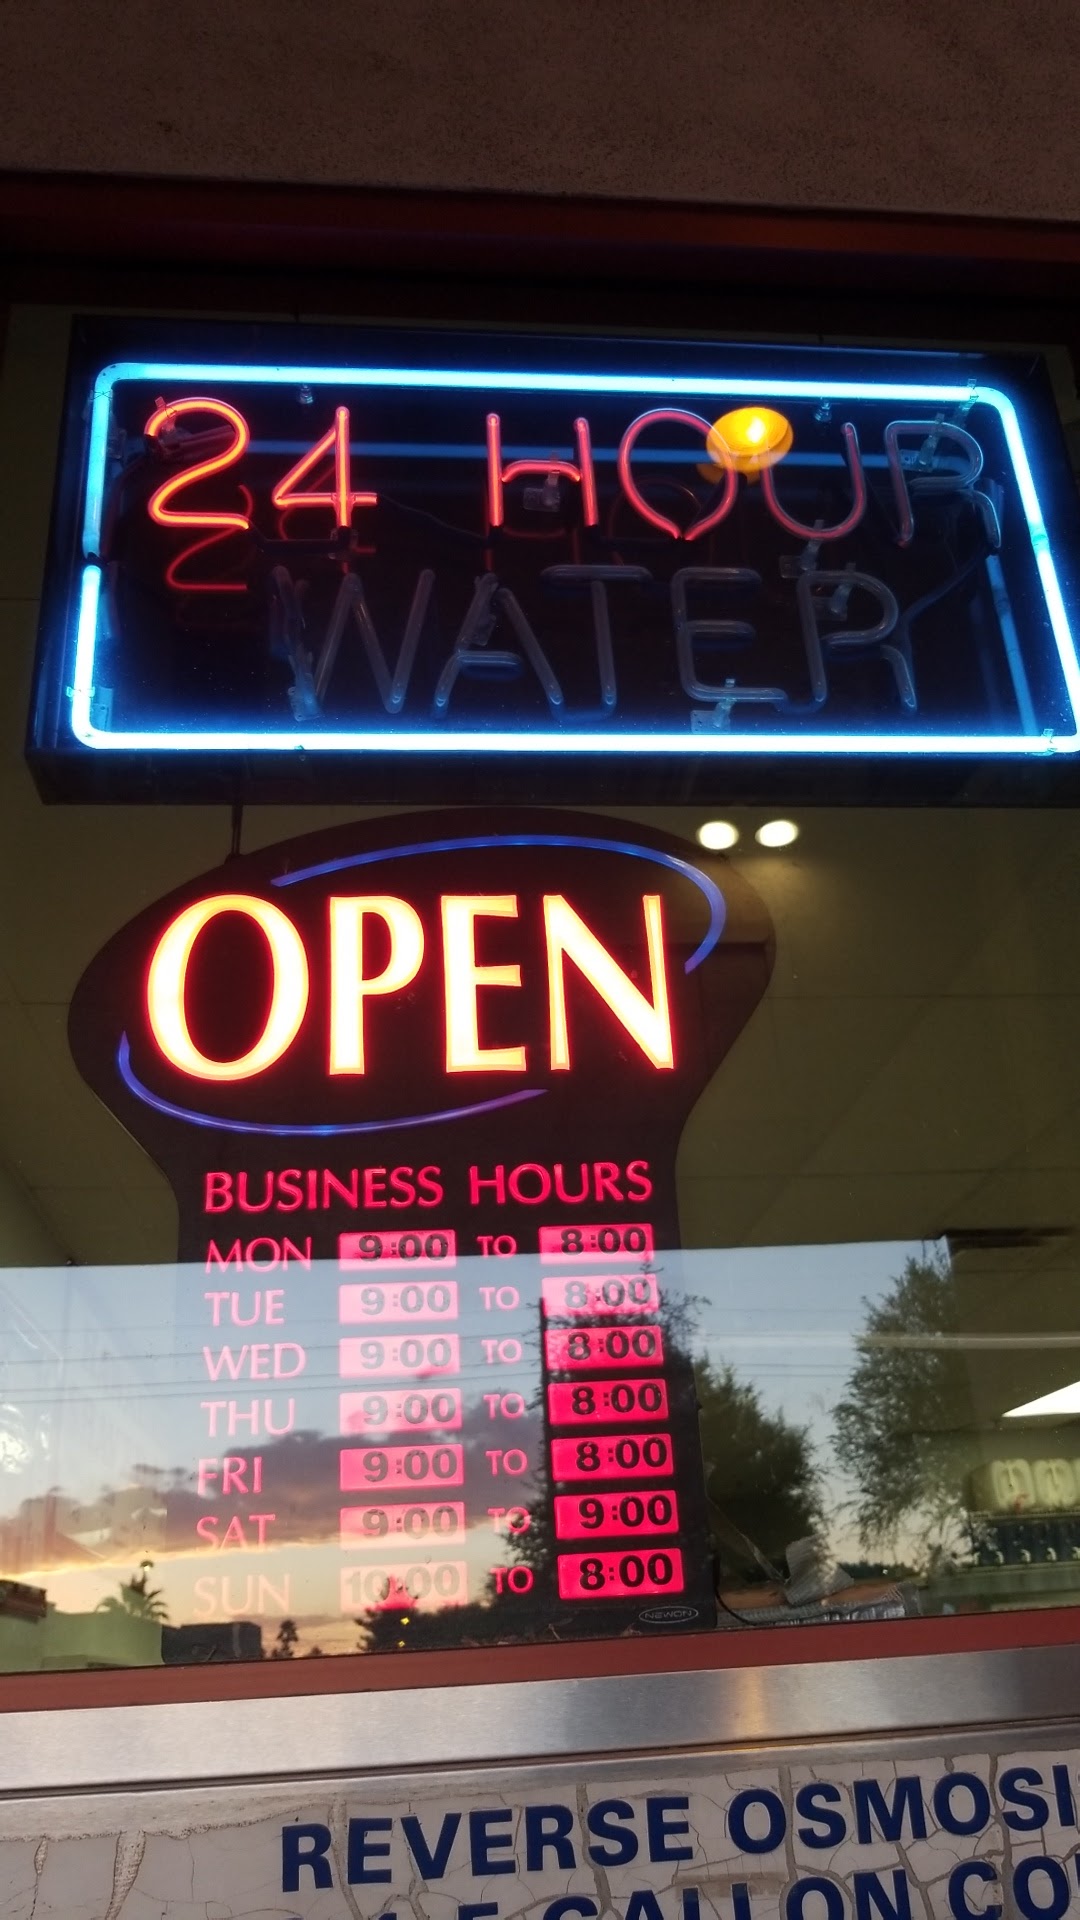 24 HOUR
WATER
OPEN
BUSINESS HOURS
MON 9:00 TO 8:00
TUE 9:00 TO 8:00
WED 9:00 TO 8:00
THU 9:00 TO 8:00
FRI 9:00 TO 8:00
SAT 9:00 TO 9:00
SUN 10:00 TO 8:00
NEWON
REVERSE OSMOSI
GALLON CO